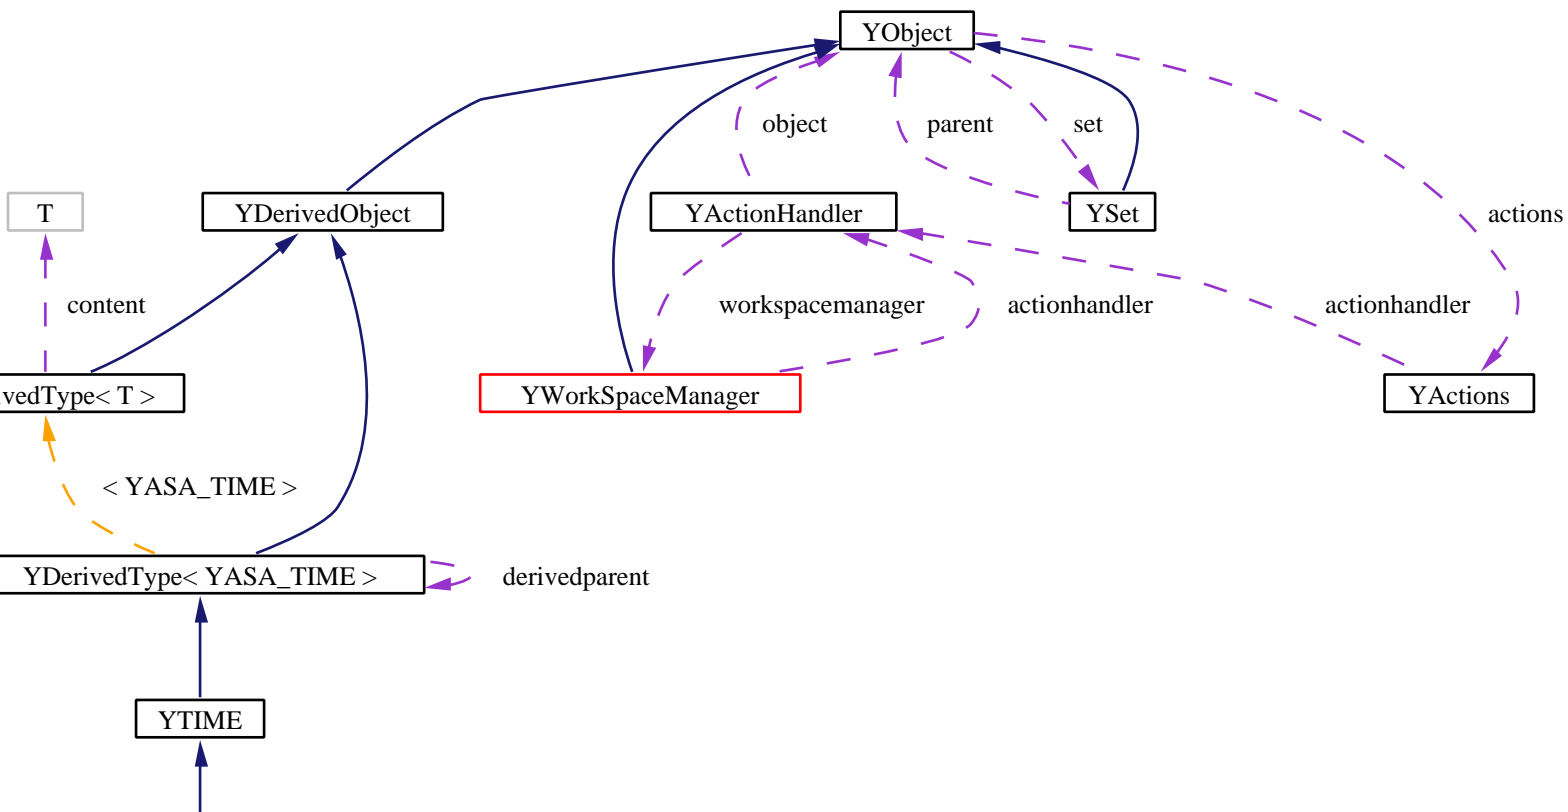 YObject
object
parent
set
T
YDerivedObject
YActionHandler
YSet
actions
content
workspacemanager
actionhandler
actionhandler
ivedType< T >
YWorkSpaceManager
YActions
< YASA_TIME >
YDerivedType< YASA_TIME >
derivedparent
YTIME